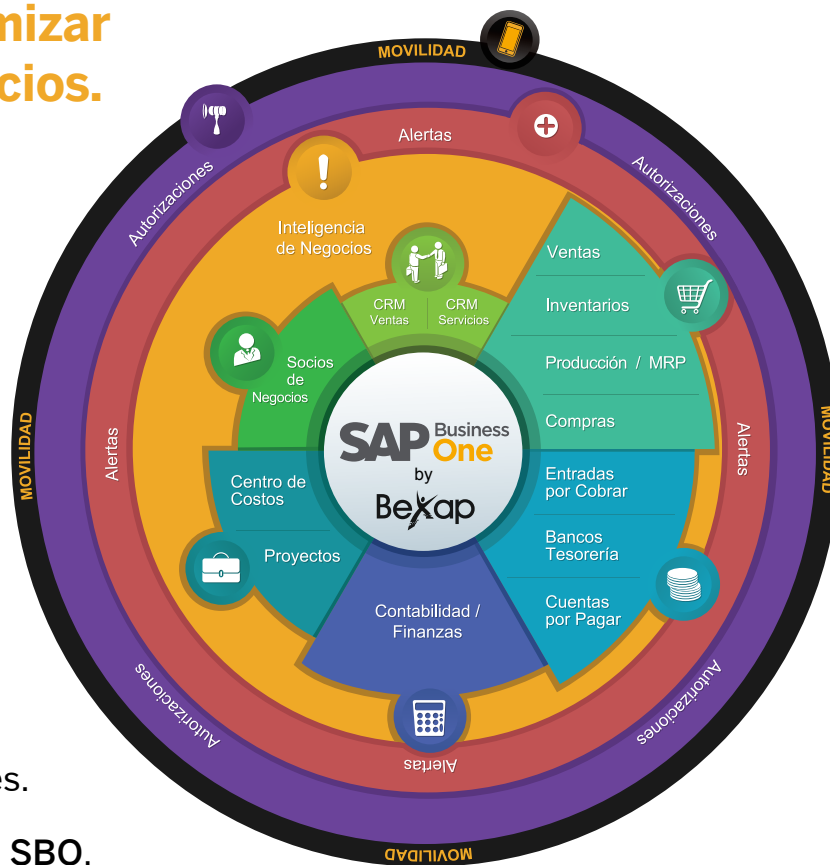 mizar
cios.
MOVILIDAD
Alertas
Autorizaciones
Autorizaciones
Inteligencia
de Negocios
CRM
Ventas
CRM
Servicios
Ventas
Inventarios
Producción / MRP
Compras
Socios
de
Negocios
SAP Business
One
by
Bexap
MOVILIDAD
Alertas
Alertas
MOVILIDAD
Centro de
Costos
Proyectos
Entradas
por Cobrar
Bancos
Tesorería
Cuentas
por Pagar
Contabilidad /
Finanzas
Autorizaciones
Autorizaciones
Alertas
es.
MOVILIDAD
SBO.